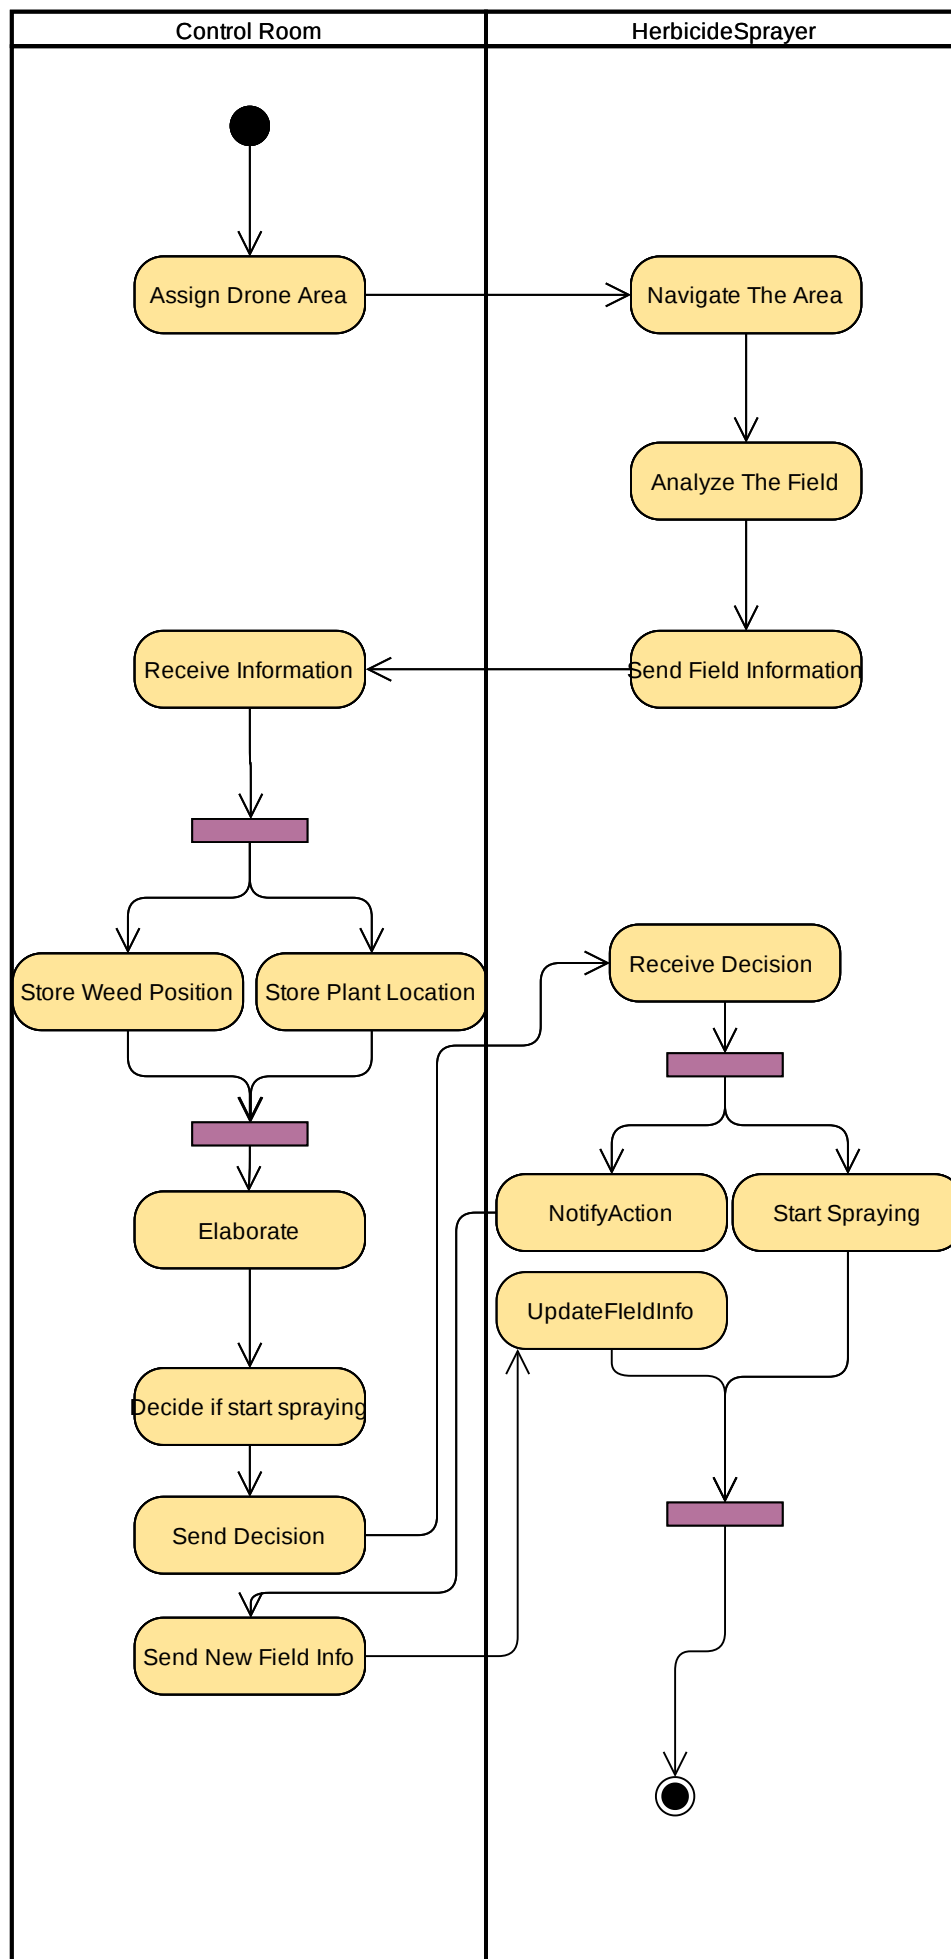 Control Room
HerbicideSprayer
Assign Drone Area
Navigate The Area
Analyze The Field
Receive Information
Send Field Information
Store Weed Position
Store Plant Location
Receive Decision
Elaborate
NotifyAction
Start Spraying
UpdateFIeldInfo
Decide if start spraying
Send Decision
Send New Field Info